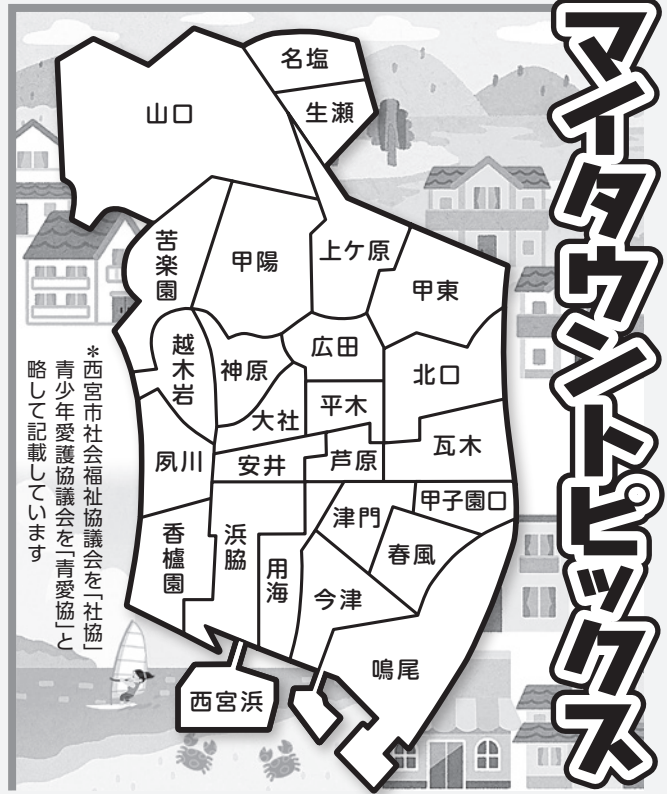 マイタウントピックス
名塩
山口
生瀬
苦楽園
甲陽
上ケ原
甲東
越木岩
神原
広田
北口
大社
平木
夙川
安井
芦原
瓦木
香櫨園
浜脇
用海
津門
甲子園口
春風
今津
鳴尾
西宮浜
＊西宮市社会福祉協議会を「社協」
青少年愛護協議会を「青愛協」と
略して記載しています